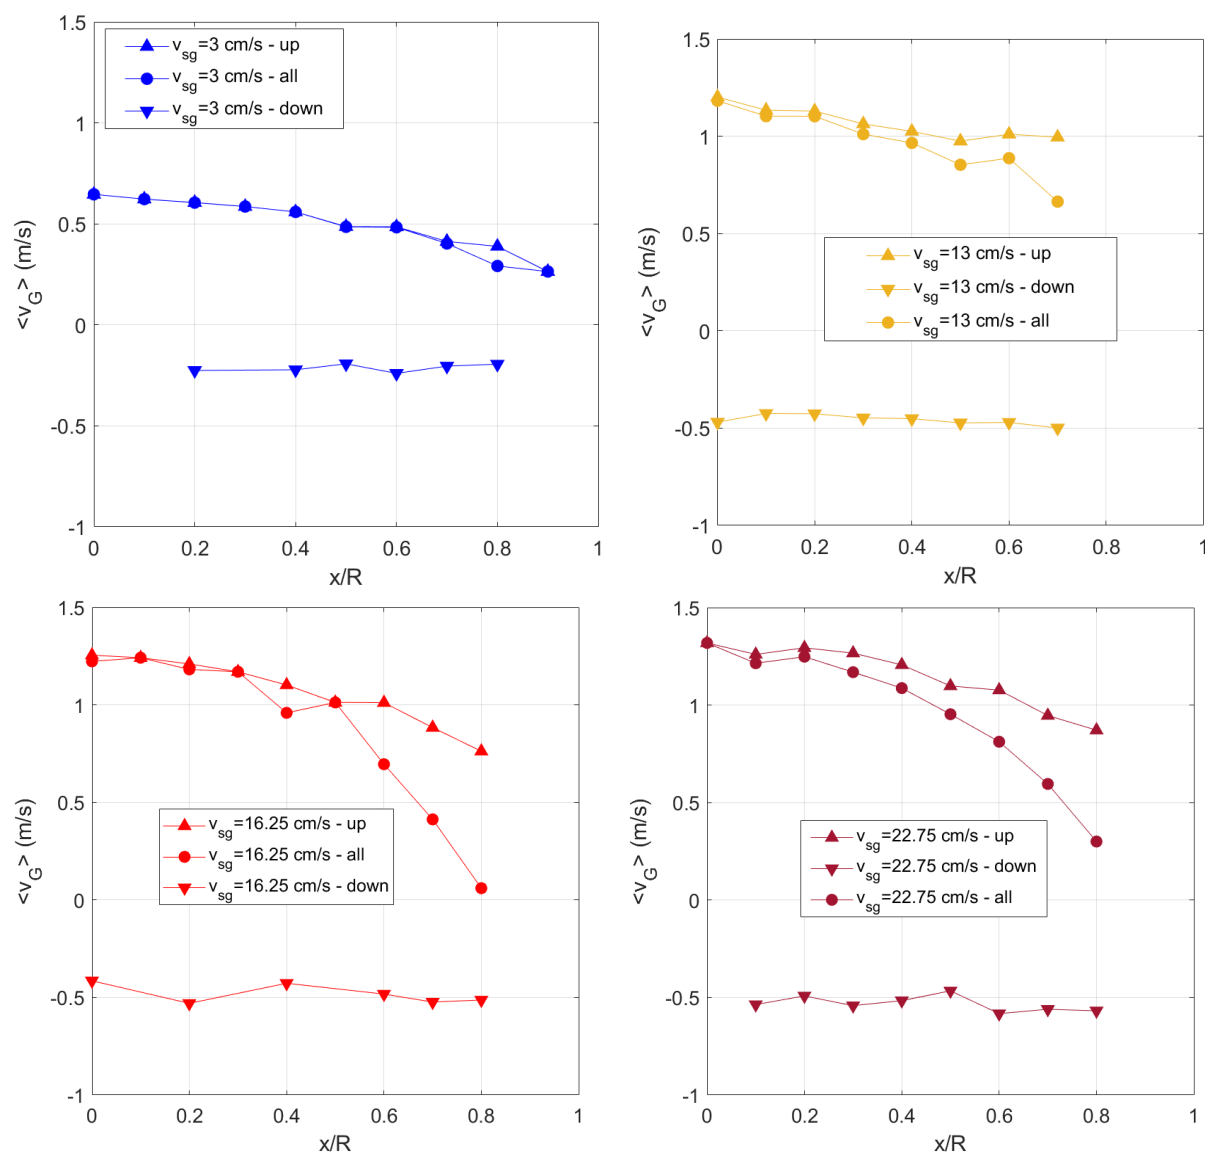 1.5
1
0.5
0
-0.5
-1
<v_G> (m/s)
v_sg=3 cm/s - up
v_sg=3 cm/s - all
v_sg=3 cm/s - down
0 0.2 0.4 0.6 0.8 1
x/R
1.5
1
0.5
0
-0.5
-1
<v_G> (m/s)
v_sg=13 cm/s - up
v_sg=13 cm/s - down
v_sg=13 cm/s - all
0 0.2 0.4 0.6 0.8 1
x/R
1.5
1
0.5
0
-0.5
-1
<v_G> (m/s)
v_sg=16.25 cm/s - up
v_sg=16.25 cm/s - all
v_sg=16.25 cm/s - down
0 0.2 0.4 0.6 0.8 1
x/R
1.5
1
0.5
0
-0.5
-1
<v_G> (m/s)
v_sg=22.75 cm/s - up
v_sg=22.75 cm/s - down
v_sg=22.75 cm/s - all
0 0.2 0.4 0.6 0.8 1
x/R